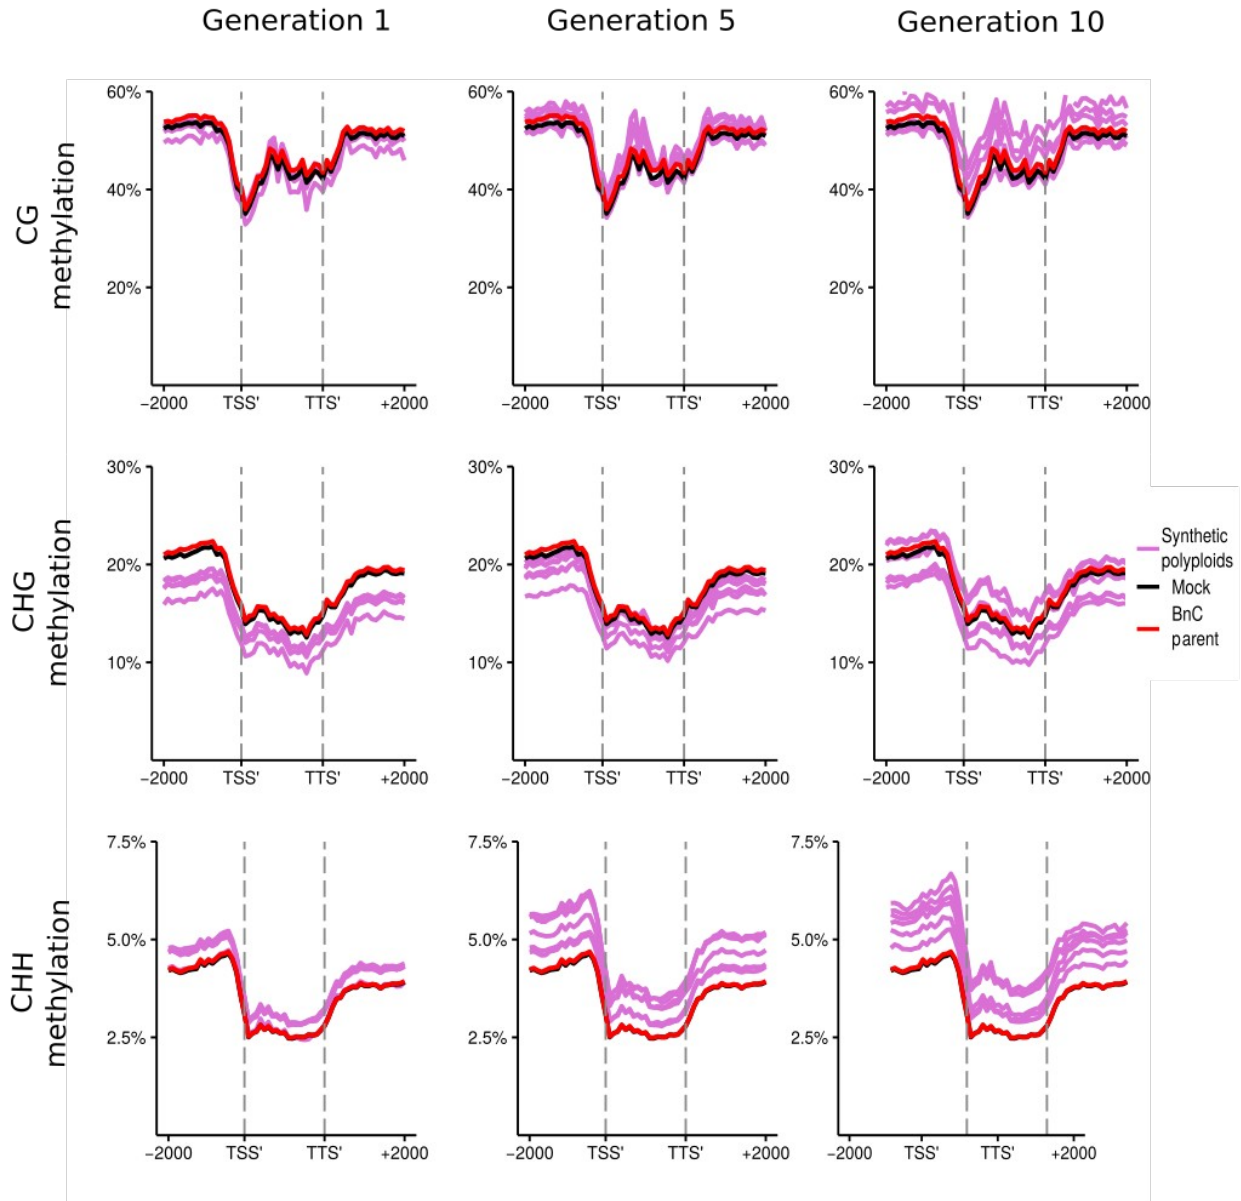 Generation 1
Generation 5
Generation 10
CG
methylation
60%
40%
20%
−2000
TSS'
TTS'
+2000
60%
40%
20%
−2000
TSS'
TTS'
+2000
60%
40%
20%
−2000
TSS'
TTS'
+2000
CHG
methylation
30%
20%
10%
−2000
TSS'
TTS'
+2000
30%
20%
10%
−2000
TSS'
TTS'
+2000
30%
20%
10%
−2000
TSS'
TTS'
+2000
Synthetic
polyploids
Mock
BnC
parent
CHH
methylation
7.5%
5.0%
2.5%
−2000
TSS'
TTS'
+2000
7.5%
5.0%
2.5%
−2000
TSS'
TTS'
+2000
7.5%
5.0%
2.5%
−2000
TSS'
TTS'
+2000